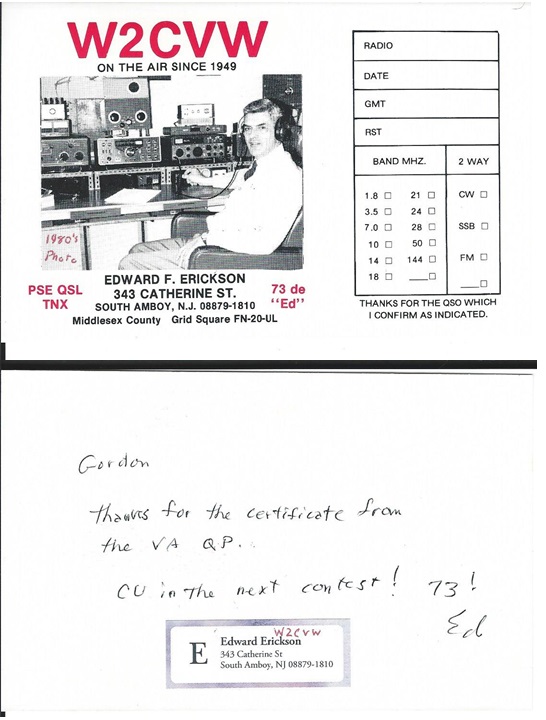 W2CVW
ON THE AIR SINCE 1949
1980's
Photo
PSE QSL
TNX
EDWARD F. ERICKSON
343 CATHERINE ST.
SOUTH AMBOY, N.J. 08879-1810
Middlesex County Grid Square FN-20-UL
73 de
"Ed"
RADIO
DATE
GMT
RST
BAND MHZ.
2 WAY
1.8 □ 21 □ CW □
3.5 □ 24 □
7.0 □ 28 □ SSB □
10 □ 50 □
14 □ 144 □ FM □
18 □ ___□ ___□
THANKS FOR THE QSO WHICH
I CONFIRM AS INDICATED.
Gordon
Thanks for the certificate from
the VA QP..
CU in the next contest! 73!
Ed
W2CVW
E
Edward Erickson
343 Catherine St
South Amboy, NJ 08879-1810